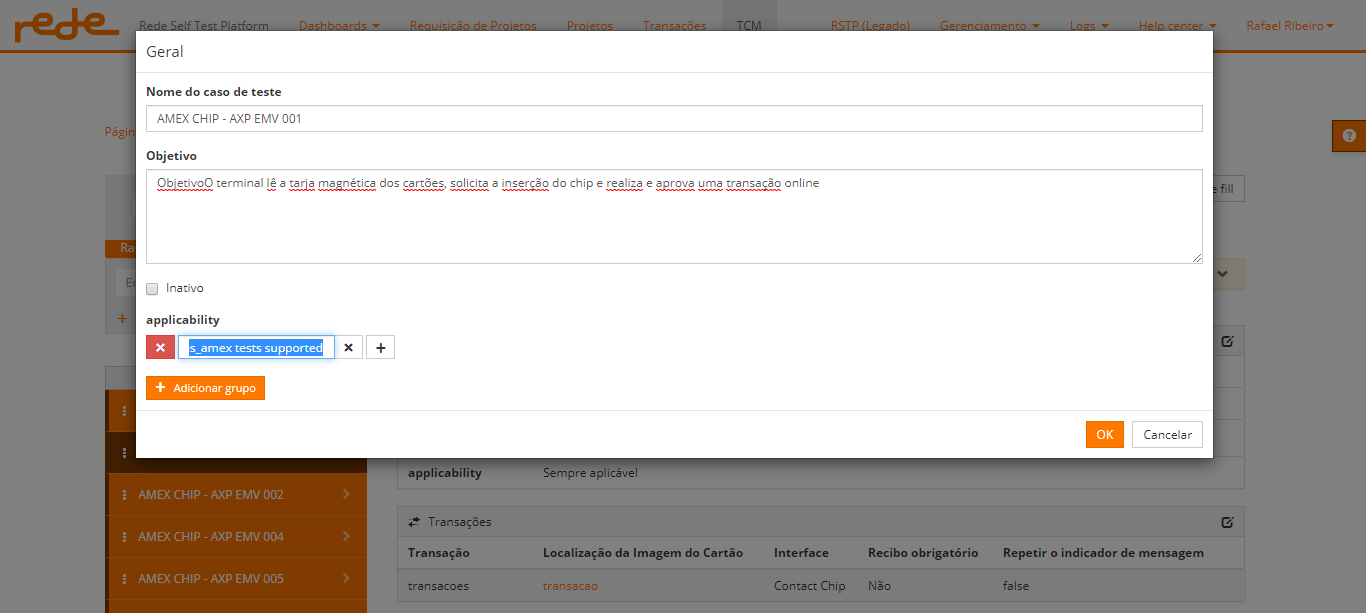 rede Rede Self Test Platform Dashboards Requisição de Projetos Projetos Transações TCM RSTP (Legado) Gerenciamento Logs Help center Rafael Ribeiro
Geral
Nome do caso de teste
AMEX CHIP - AXP EMV 001
Págin
Objetivo
ObjetivoO terminal lê a tarja magnética dos cartões, solicita a inserção do chip e realiza e aprova uma transação online
e fill
Ra
En
Inativo
applicability
s_amex tests supported
+ Adicionar grupo
OK Cancelar
applicability Sempre aplicável
AMEX CHIP - AXP EMV 002
Transações
AMEX CHIP - AXP EMV 004
Transação Localização da Imagem do Cartão Interface Recibo obrigatório Repetir o indicador de mensagem
AMEX CHIP - AXP EMV 005
transacoes transacao Contact Chip Não false